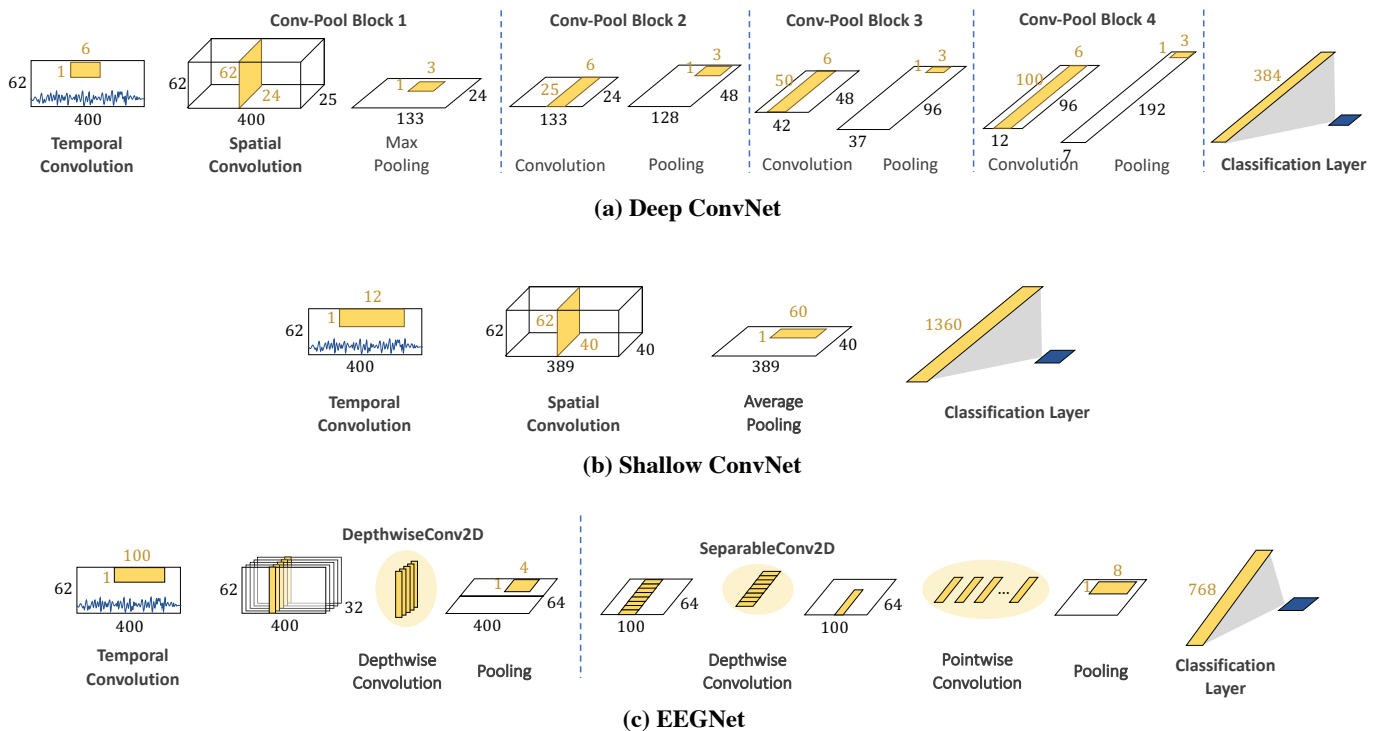 Conv-Pool Block 1
Conv-Pool Block 2
Conv-Pool Block 3
Conv-Pool Block 4
6
1
62
400
Temporal
Convolution
62
62
24
25
400
Spatial
Convolution
3
1
24
133
Max
Pooling
6
25
24
133
Convolution
3
1
48
128
Pooling
6
50
48
42
Convolution
3
1
96
37
Pooling
6
100
96
12
Convolution
1
3
192
7
Pooling
384
Classification Layer
(a) Deep ConvNet
12
1
62
400
Temporal
Convolution
62
62
40
40
389
Spatial
Convolution
60
1
40
389
Average
Pooling
1360
Classification Layer
(b) Shallow ConvNet
DepthwiseConv2D
SeparableConv2D
100
1
62
400
Temporal
Convolution
62
32
400
Depthwise
Convolution
4
1
64
400
Pooling
64
100
Depthwise
Convolution
64
100
...
Pointwise
Convolution
8
1
Pooling
768
Classification
Layer
(c) EEGNet